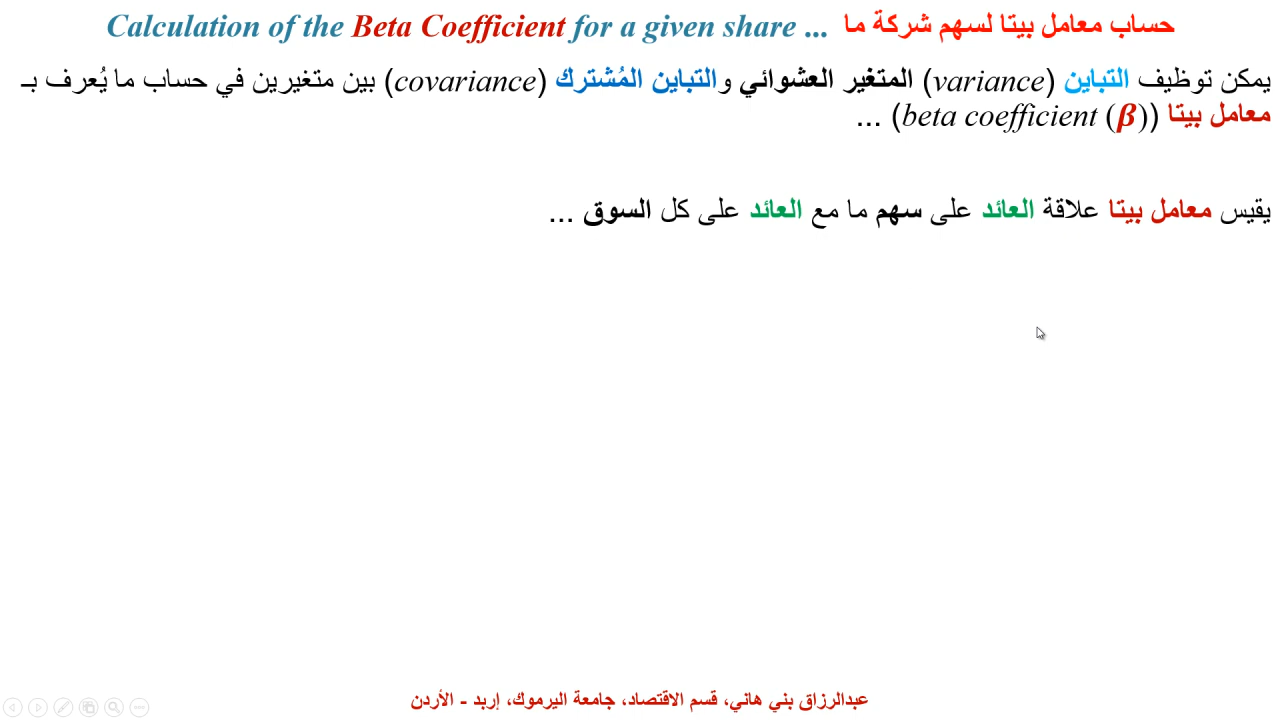 حساب معامل بيتا لسهم شركة ما Calculation of the Beta Coefficient for a given share ...
يمكن توظيف التباين (variance) المتغير العشوائي والتباين المُشترك (covariance) بين متغيرين في حساب ما يُعرف بـ
معامل بيتا (beta coefficient (β)) ...
يقيس معامل بيتا علاقة العائد على سهم ما مع العائد على كل السوق ...
عبدالرزاق بني هاني، قسم الاقتصاد، جامعة اليرموك، إربد - الأردن